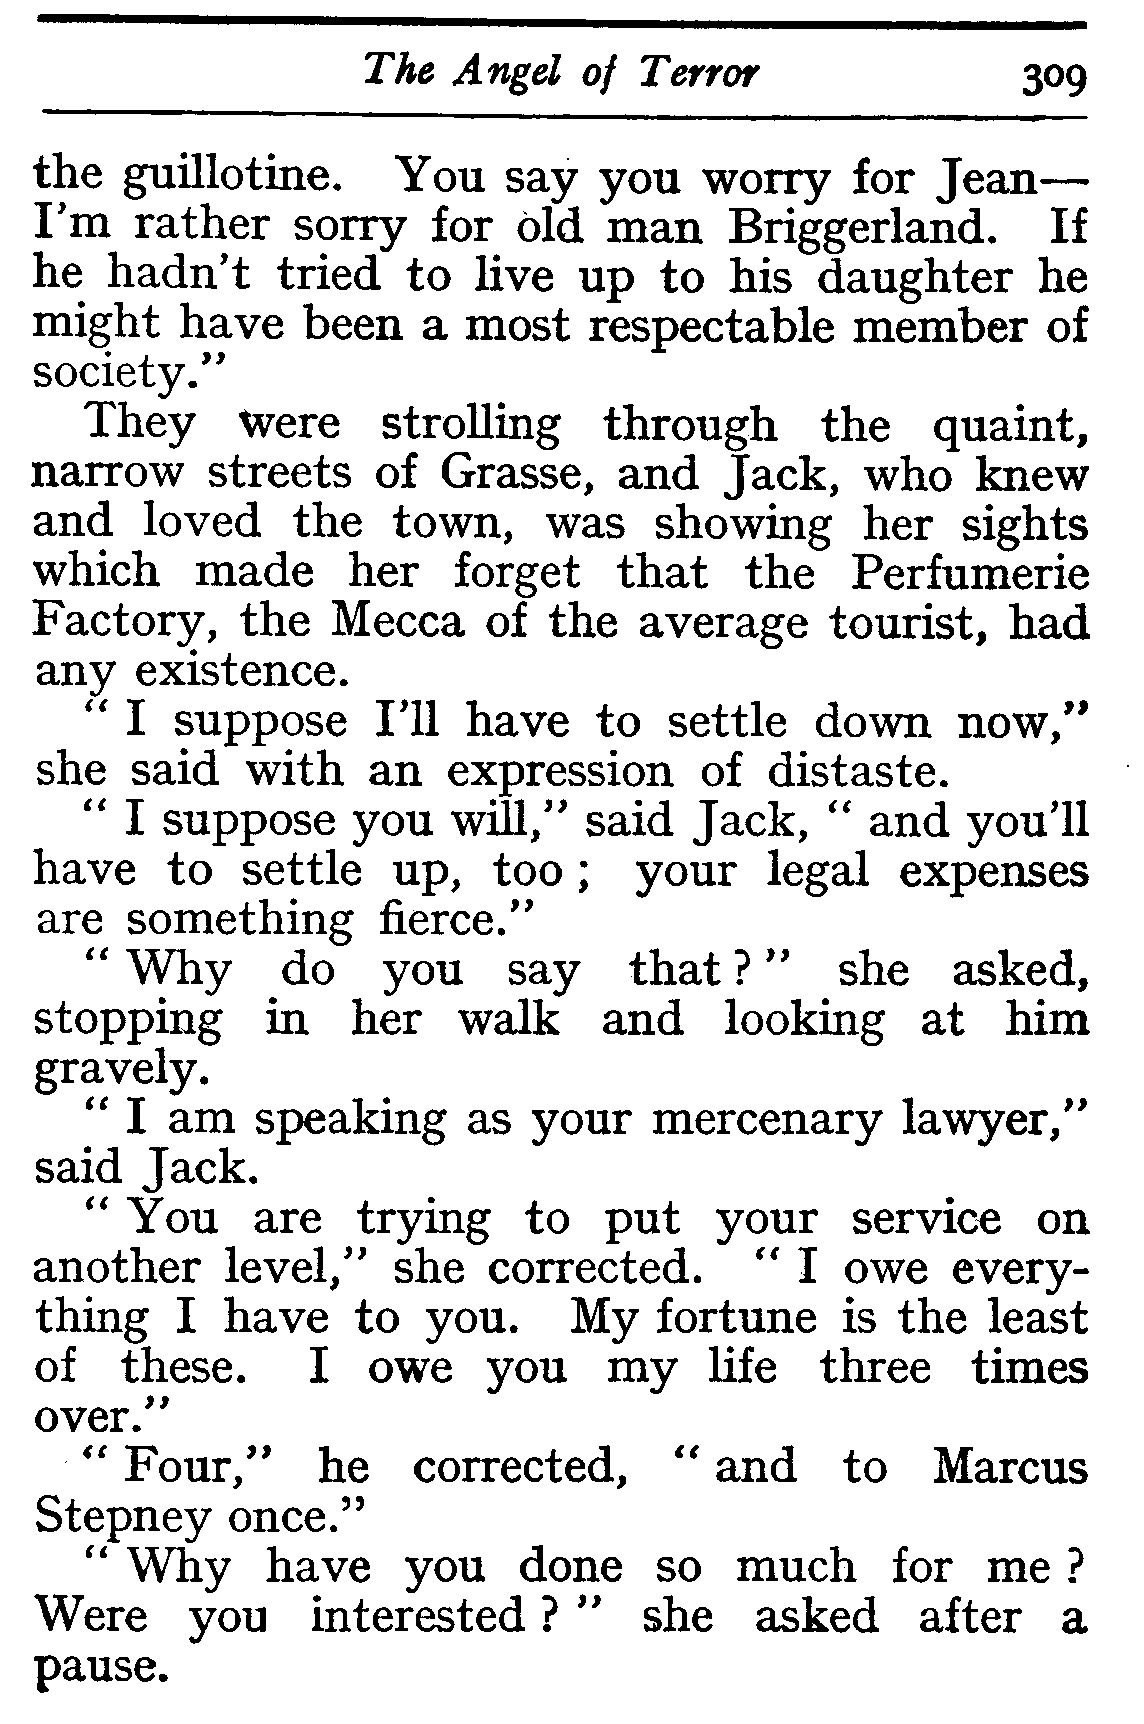 The Angel of Terror 309
the guillotine. You say you worry for Jean—
I'm rather sorry for old man Briggerland. If
he hadn't tried to live up to his daughter he
might have been a most respectable member of
society."
They were strolling through the quaint,
narrow streets of Grasse, and Jack, who knew
and loved the town, was showing her sights
which made her forget that the Perfumerie
Factory, the Mecca of the average tourist, had
any existence.
" I suppose I'll have to settle down now,"
she said with an expression of distaste.
" I suppose you will," said Jack, " and you'll
have to settle up, too ; your legal expenses
are something fierce."
" Why do you say that ? " she asked,
stopping in her walk and looking at him
gravely.
" I am speaking as your mercenary lawyer,"
said Jack.
" You are trying to put your service on
another level," she corrected. " I owe every-
thing I have to you. My fortune is the least
of these. I owe you my life three times
over."
" Four," he corrected, " and to Marcus
Stepney once."
" Why have you done so much for me ?
Were you interested ? " she asked after a
pause.